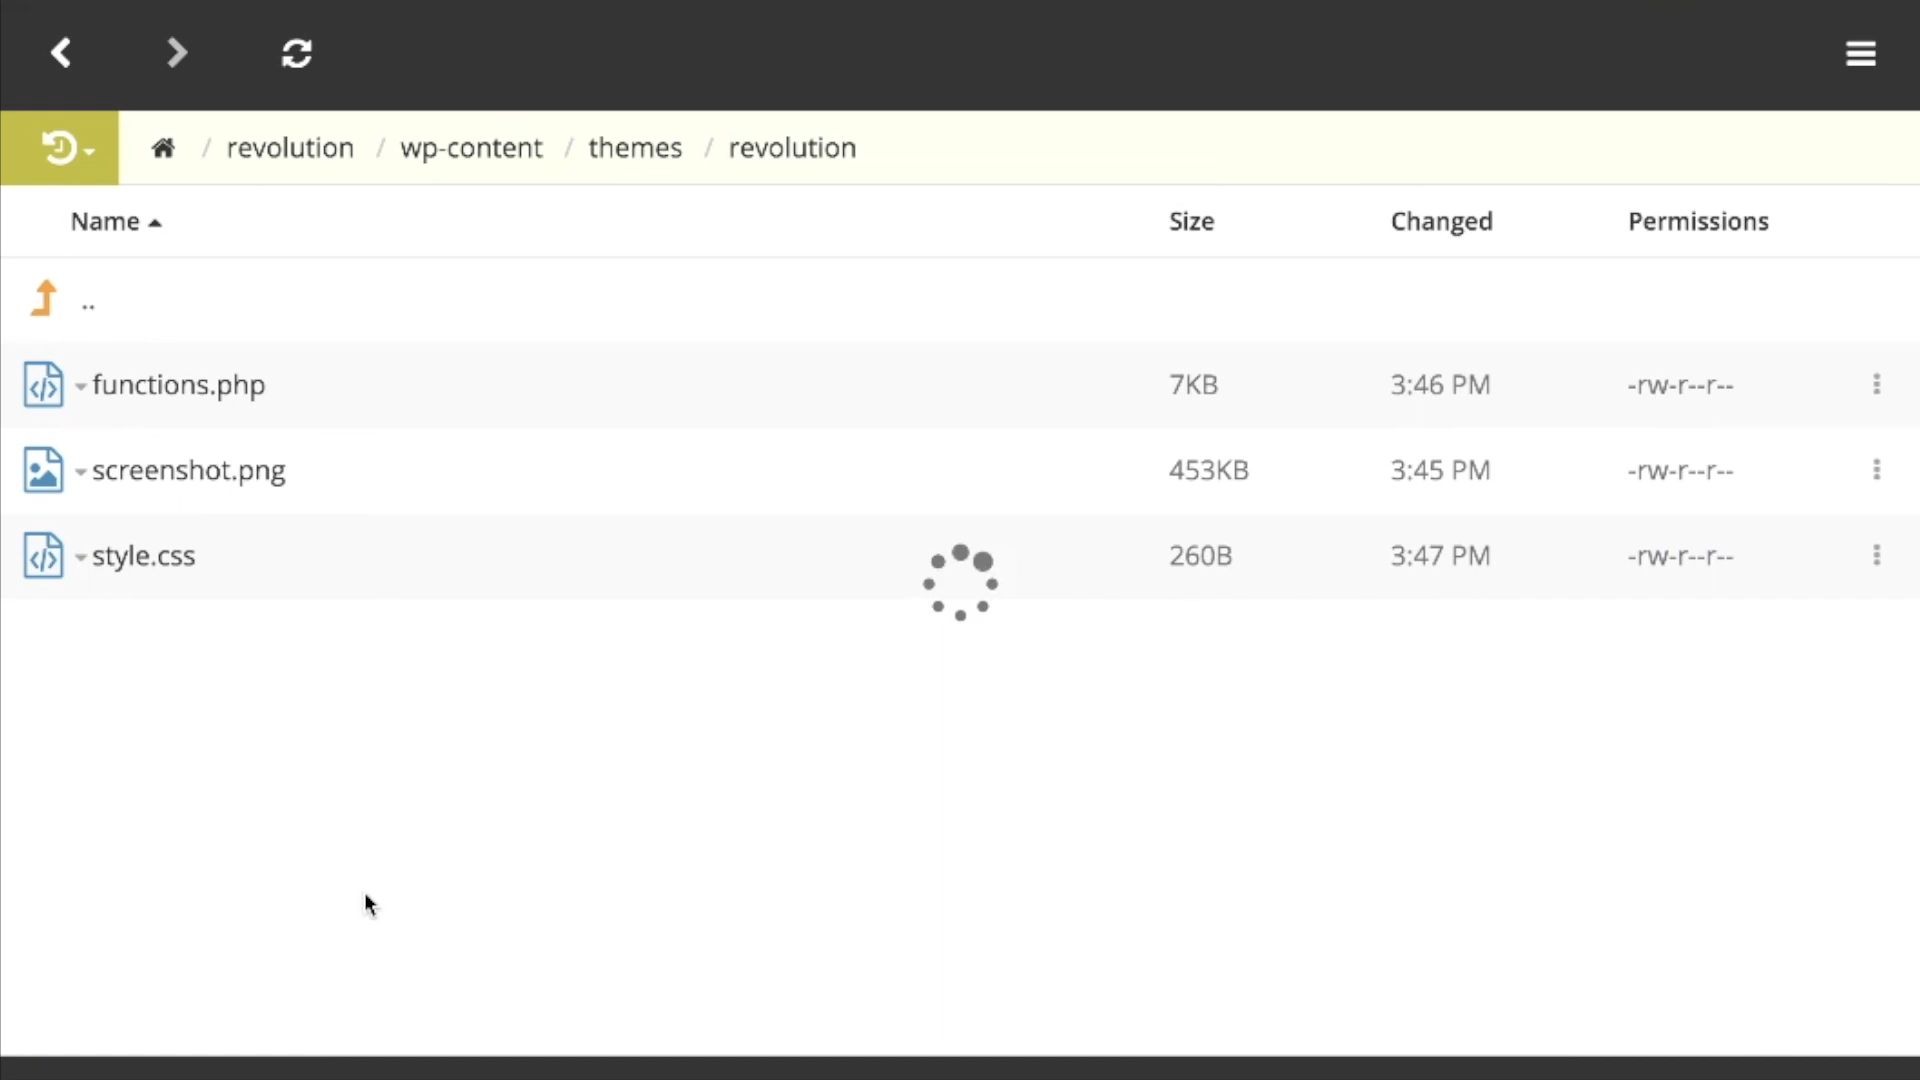 / revolution / wp-content / themes / revolution
Name Size Changed Permissions
..
functions.php 7KB 3:46 PM -rw-r--r--
screenshot.png 453KB 3:45 PM -rw-r--r--
style.css 260B 3:47 PM -rw-r--r--